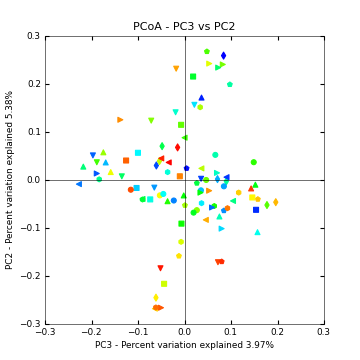 PCoA - PC3 vs PC2
0.3
0.2
0.1
0.0
−0.1
−0.2
−0.3
PC2 - Percent variation explained 5.38%
−0.3 −0.2 −0.1 0.0 0.1 0.2 0.3
PC3 - Percent variation explained 3.97%